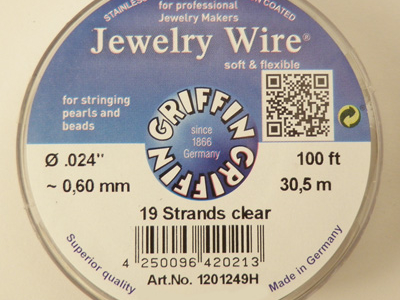 STAINLESS
COATED
for professional
Jewelry Makers
Jewelry Wire®
soft & flexible
for stringing
pearls and
beads
GRIFFIN GRIFFIN
since
1866
Germany
Ø .024"
100 ft
~ 0,60 mm
30,5 m
19 Strands clear
4 250096 420213
Art.No. 1201249H
Superior quality
Made in Germany